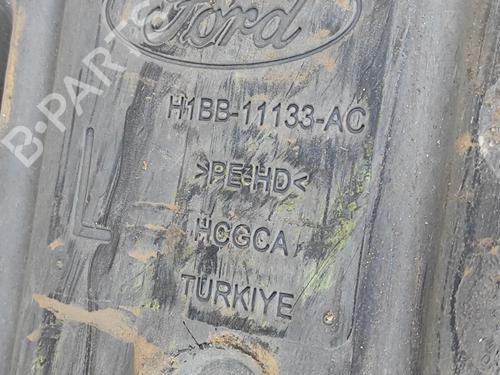 Ford
H1BB-11133-AC
>PE-HD<
HCGCA
TURKIYE
L
B-PARTS